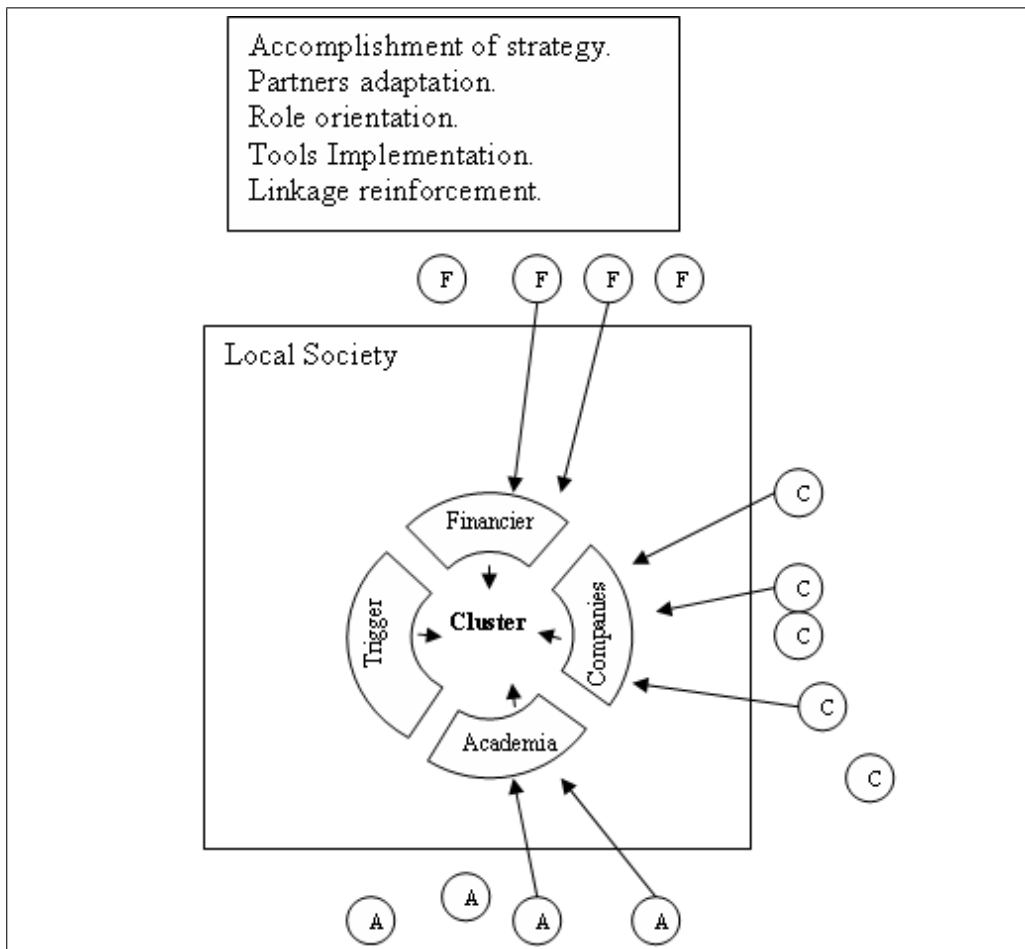 Accomplishment of strategy.
Partners adaptation.
Role orientation.
Tools Implementation.
Linkage reinforcement.
F F F F
Local Society
C
Financier
C
Trigger
Cluster
Companies
C
C
Academia
C
A
A A A